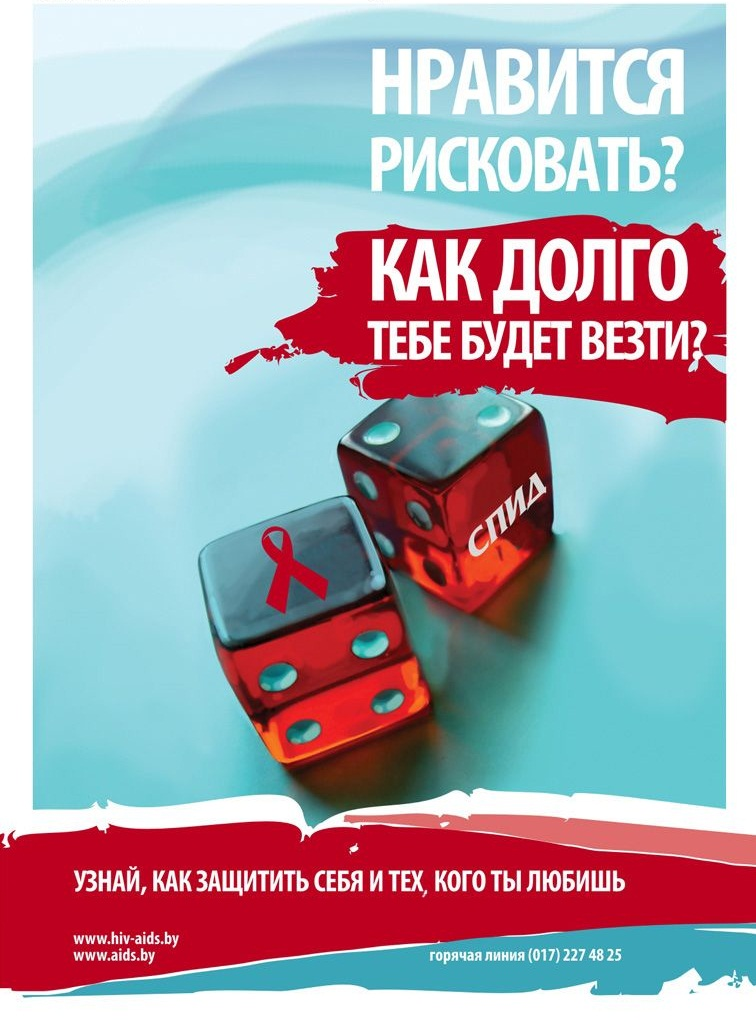 НРАВИТСЯ
РИСКОВАТЬ?
КАК ДОЛГО
ТЕБЕ БУДЕТ ВЕЗТИ?
СПИД
УЗНАЙ, КАК ЗАЩИТИТЬ СЕБЯ И ТЕХ, КОГО ТЫ ЛЮБИШЬ
www.hiv-aids.by
www.aids.by
горячая линия (017) 227 48 25